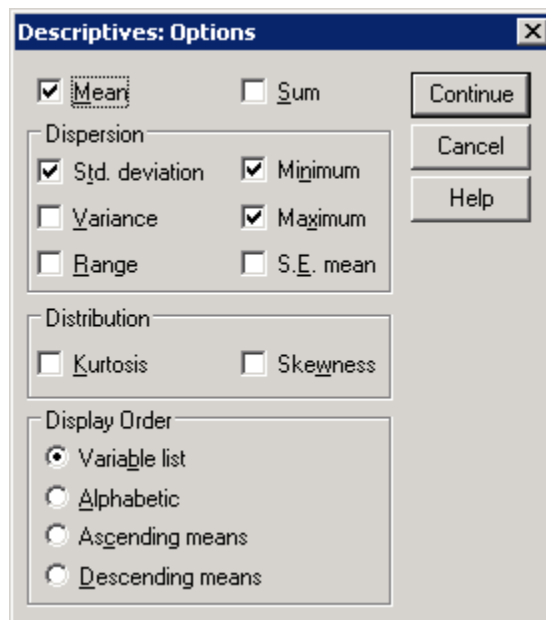 Descriptives: Options
Mean
Sum
Continue
Cancel
Help
Dispersion
Std. deviation
Minimum
Variance
Maximum
Range
S.E. mean
Distribution
Kurtosis
Skewness
Display Order
Variable list
Alphabetic
Ascending means
Descending means